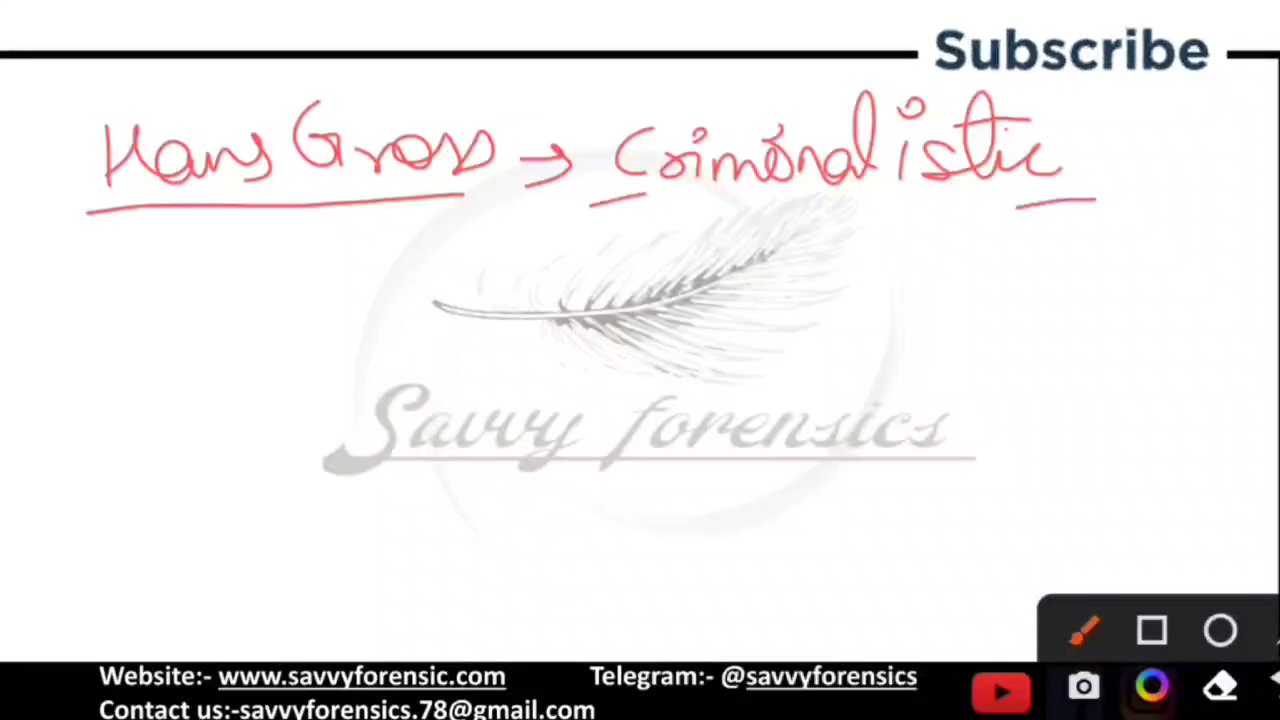 Subscribe
Hans Gross → Criminalistic
Savvy forensics
Website:- www.savvyforensic.com Telegram:- @savvyforensics
Contact us:-savvyforensics.78@gmail.com